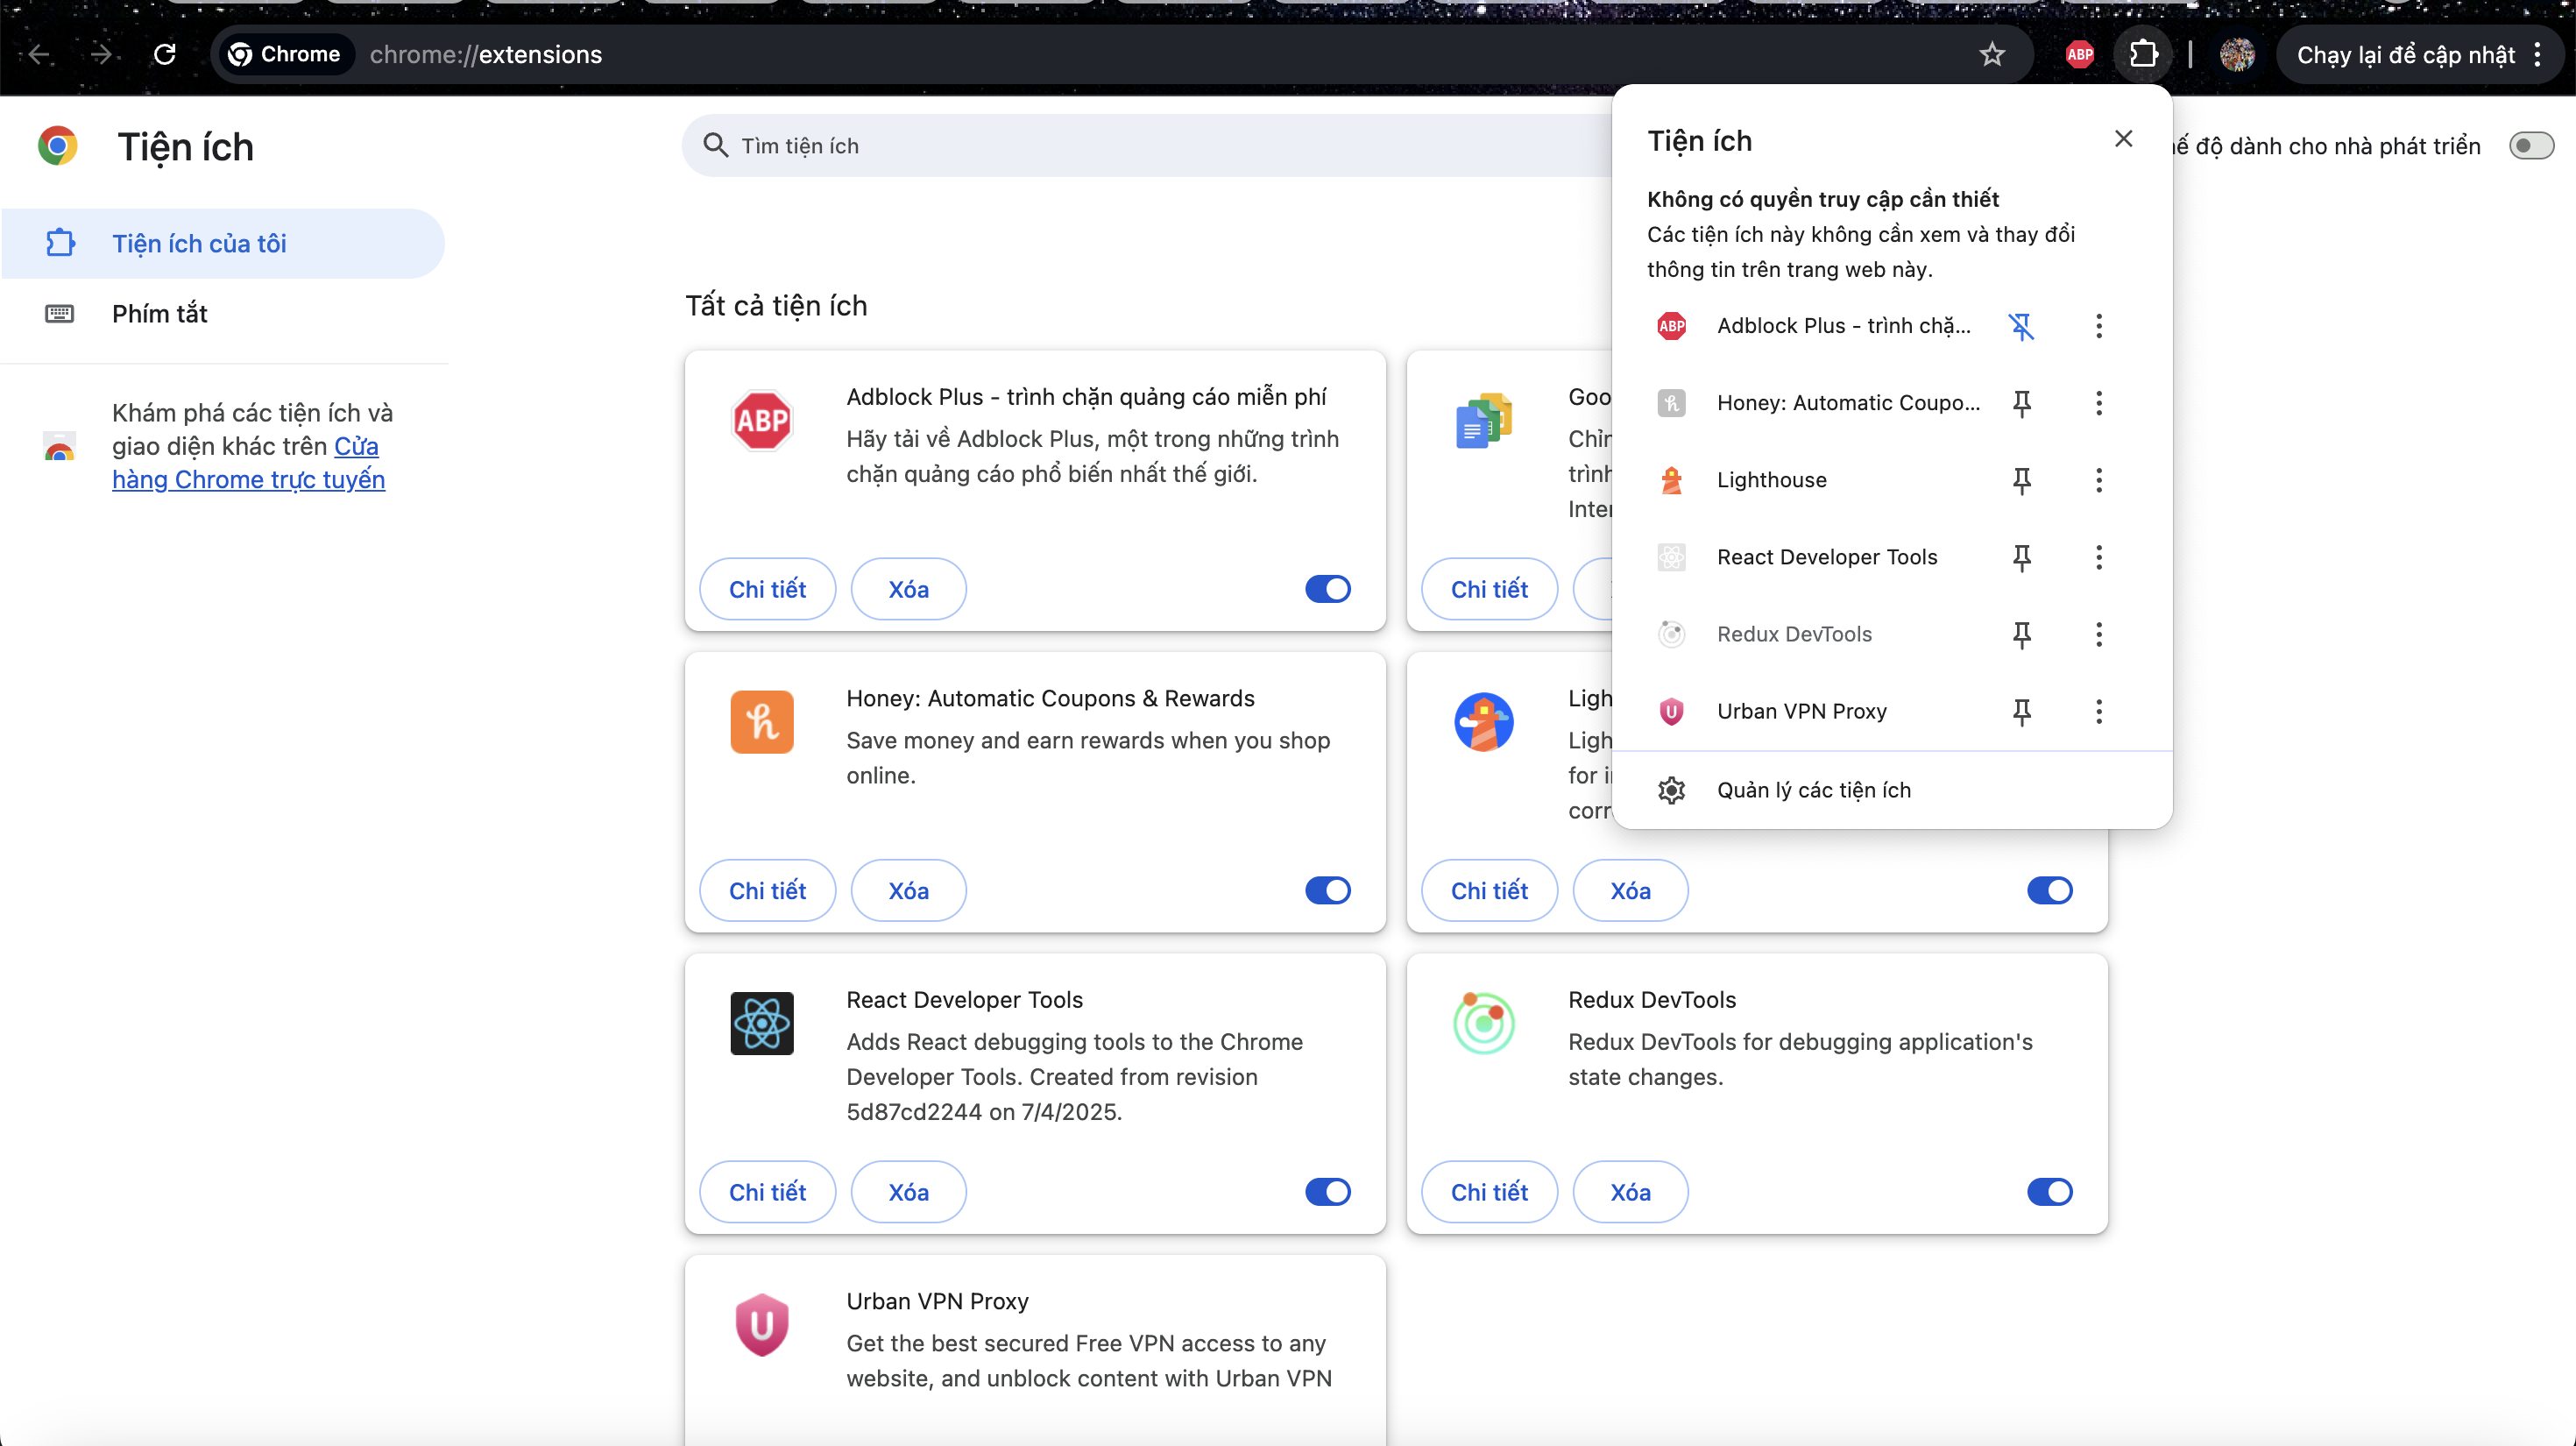 Chrome chrome://extensions
ABP
Chạy lại để cập nhật
Tiện ích
Tìm tiện ích
độ dành cho nhà phát triển
Tiện ích của tôi
Phím tắt
Khám phá các tiện ích và
giao diện khác trên Cửa
hàng Chrome trực tuyến
Tất cả tiện ích
ABP
Adblock Plus - trình chặn quảng cáo miễn phí
Hãy tải về Adblock Plus, một trong những trình
chặn quảng cáo phổ biến nhất thế giới.
Chi tiết Xóa
Chi tiết
Inter
Honey: Automatic Coupons & Rewards
Save money and earn rewards when you shop
online.
Chi tiết Xóa
for
Chi tiết Xóa
React Developer Tools
Adds React debugging tools to the Chrome
Developer Tools. Created from revision
5d87cd2244 on 7/4/2025.
Chi tiết Xóa
Redux DevTools
Redux DevTools for debugging application's
state changes.
Chi tiết Xóa
U
Urban VPN Proxy
Get the best secured Free VPN access to any
website, and unblock content with Urban VPN
Tiện ích
Không có quyền truy cập cần thiết
Các tiện ích này không cần xem và thay đổi
thông tin trên trang web này.
ABP Adblock Plus - trình chặ...
Honey: Automatic Coupo...
Lighthouse
React Developer Tools
Redux DevTools
U Urban VPN Proxy
Quản lý các tiện ích